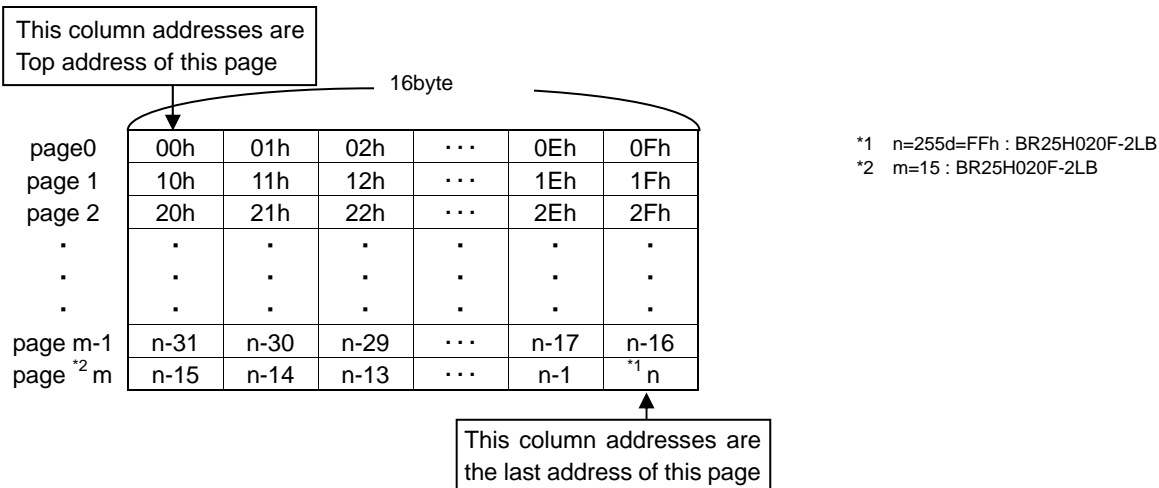 This column addresses are
Top address of this page
16byte
page0 00h 01h 02h ··· 0Eh 0Fh
page 1 10h 11h 12h ··· 1Eh 1Fh
page 2 20h 21h 22h ··· 2Eh 2Fh
· · · · · · ·
· · · · · · ·
· · · · · · ·
page m-1 n-31 n-30 n-29 ··· n-17 n-16
page *2 m n-15 n-14 n-13 ··· n-1 *1 n
*1 n=255d=FFh : BR25H020F-2LB
*2 m=15 : BR25H020F-2LB
This column addresses are
the last address of this page